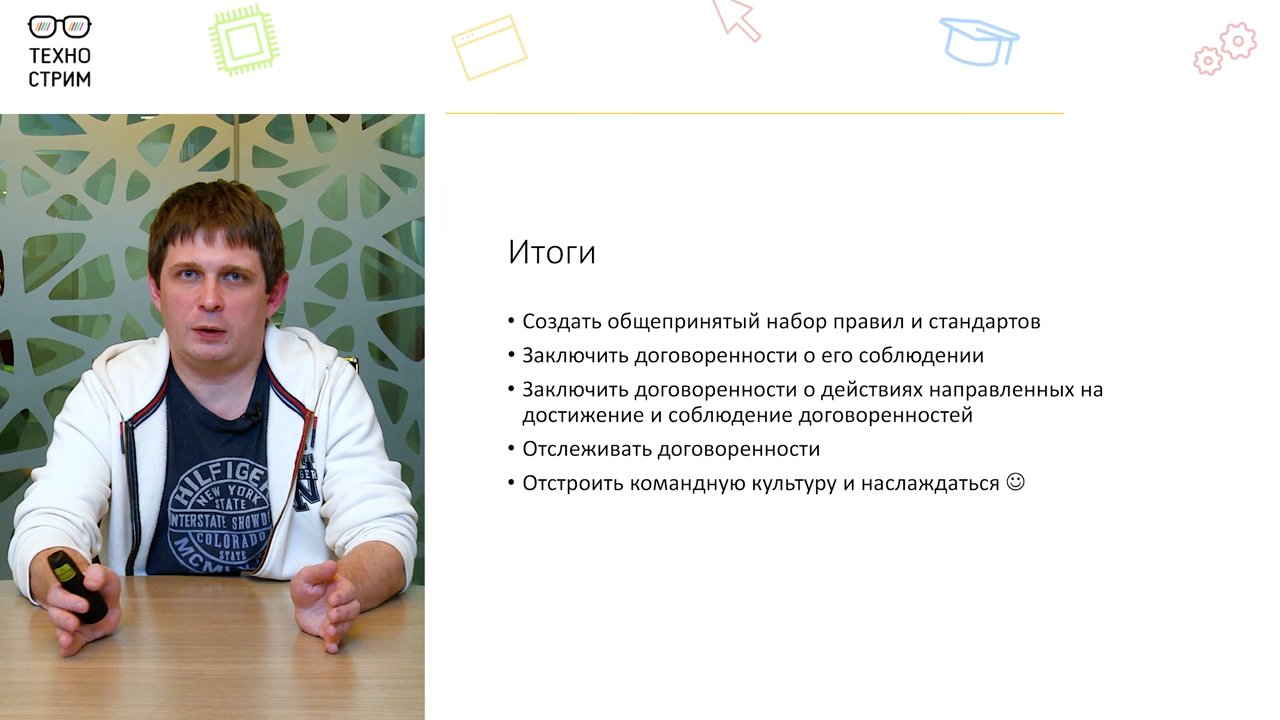 ТЕХНО
СТРИМ
Итоги
• Создать общепринятый набор правил и стандартов
• Заключить договоренности о его соблюдении
• Заключить договоренности о действиях направленных на
достижение и соблюдение договоренностей
• Отслеживать договоренности
• Отстроить командную культуру и наслаждаться ☺
HILFIGER
NEW YORK
STATE
INTERSTATE SHOWD
COLORADO
STATE